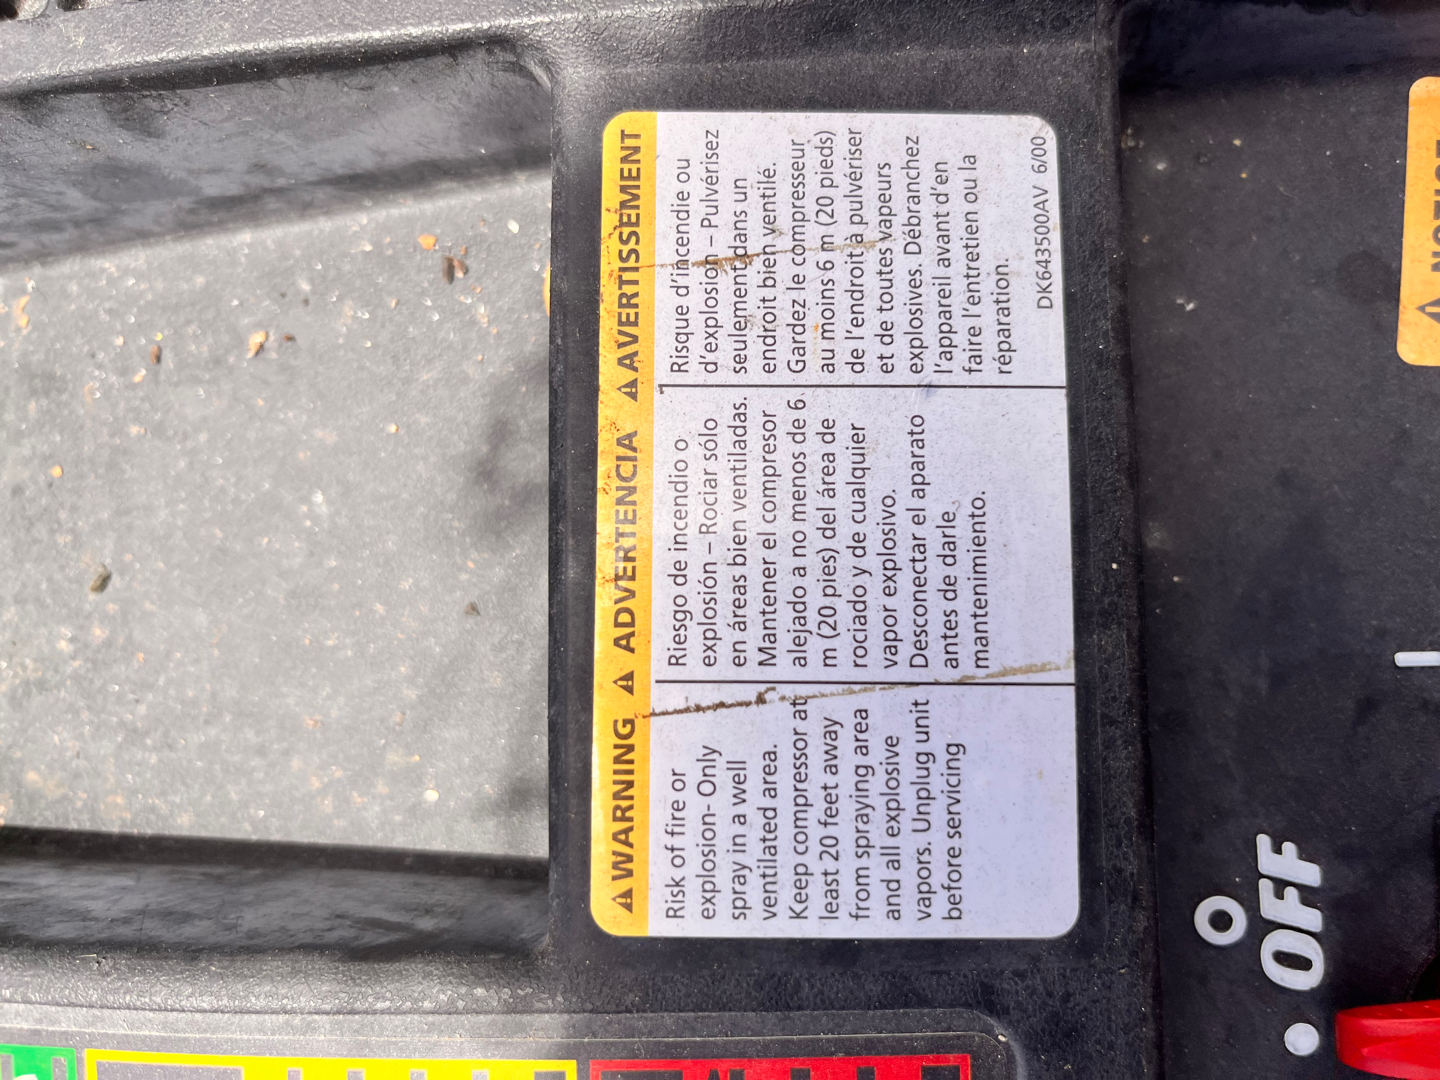 WARNING ADVERTENCIA AVERTISSEMENT
Risk of fire or
explosion- Only
spray in a well
ventilated area.
Keep compressor at
least 20 feet away
from spraying area
and all explosive
vapors. Unplug unit
before servicing
Riesgo de incendio o
explosión – Rociar sólo
en áreas bien ventiladas.
Mantener el compresor
alejado a no menos de 6
m (20 pies) del área de
rociado y de cualquier
vapor explosivo.
Desconectar el aparato
antes de darle
mantenimiento.
Risque d'incendie ou
d'explosion – Pulvérisez
seulement dans un
endroit bien ventilé.
Gardez le compresseur
au moins 6 m (20 pieds)
de l'endroit à pulvériser
et de toutes vapeurs
explosives. Débranchez
l'appareil avant d'en
faire l'entretien ou la
réparation.
DK643500AV 6/00
OFF
NOTICE